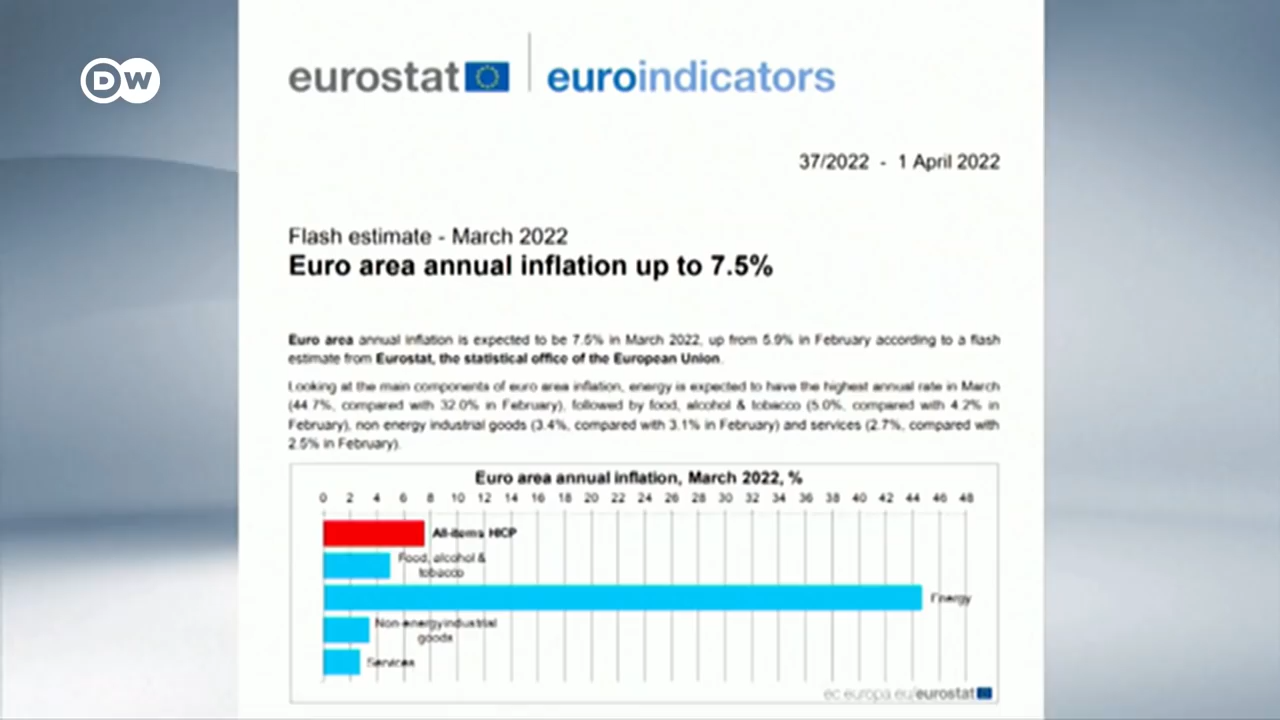 DW
eurostat euroindicators
37/2022 - 1 April 2022
Flash estimate - March 2022
Euro area annual inflation up to 7.5%
Euro area annual inflation is expected to be 7.5% in March 2022, up from 5.9% in February according to a flash
estimate from Eurostat, the statistical office of the European Union.
Looking at the main components of euro area inflation, energy is expected to have the highest annual rate in March
(44.7%, compared with 32.0% in February), followed by food, alcohol & tobacco (5.0%, compared with 4.2% in
February), non energy industrial goods (3.4%, compared with 3.1% in February) and services (2.7%, compared with
2.5% in February).
Euro area annual inflation, March 2022, %
0 2 4 6 8 10 12 14 16 18 20 22 24 26 28 30 32 34 36 38 40 42 44 46 48
All-items HICP
Food, alcohol &
tobacco
Energy
Non-energy industrial
goods
Services
ec.europa.eu/eurostat